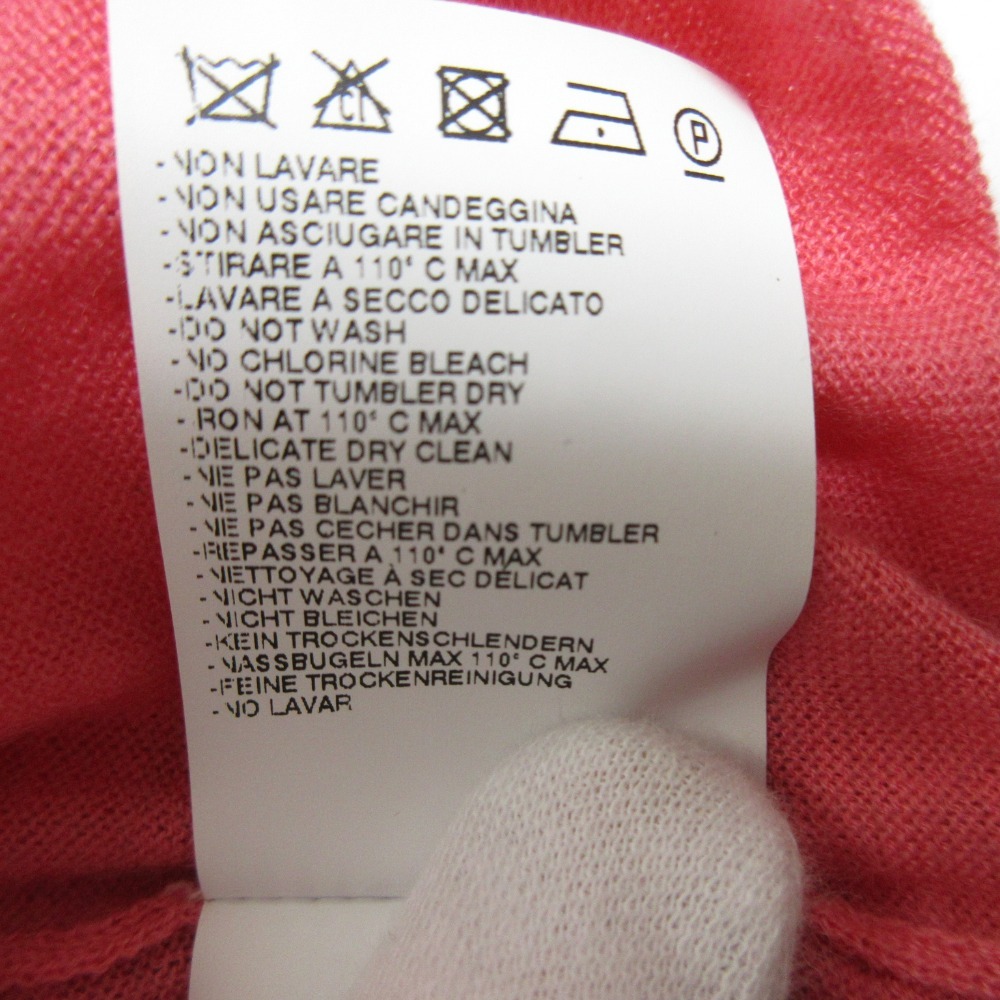 CL
P
-NON LAVARE
-NON USARE CANDEGGINA
-NON ASCIUGARE IN TUMBLER
-STIRARE A 110° C MAX
-LAVARE A SECCO DELICATO
-DO NOT WASH
-NO CHLORINE BLEACH
-DO NOT TUMBLER DRY
-IRON AT 110° C MAX
-DELICATE DRY CLEAN
-NE PAS LAVER
-NE PAS BLANCHIR
-NE PAS CECHER DANS TUMBLER
-REPASSER A 110° C MAX
-NETTOYAGE À SEC DÉLICAT
-NICHT WASCHEN
-NICHT BLEICHEN
-KEIN TROCKENSCHLENDERN
-NASSBUGELN MAX 110° C MAX
-FEINE TROCKENREINIGUNG
-NO LAVAR